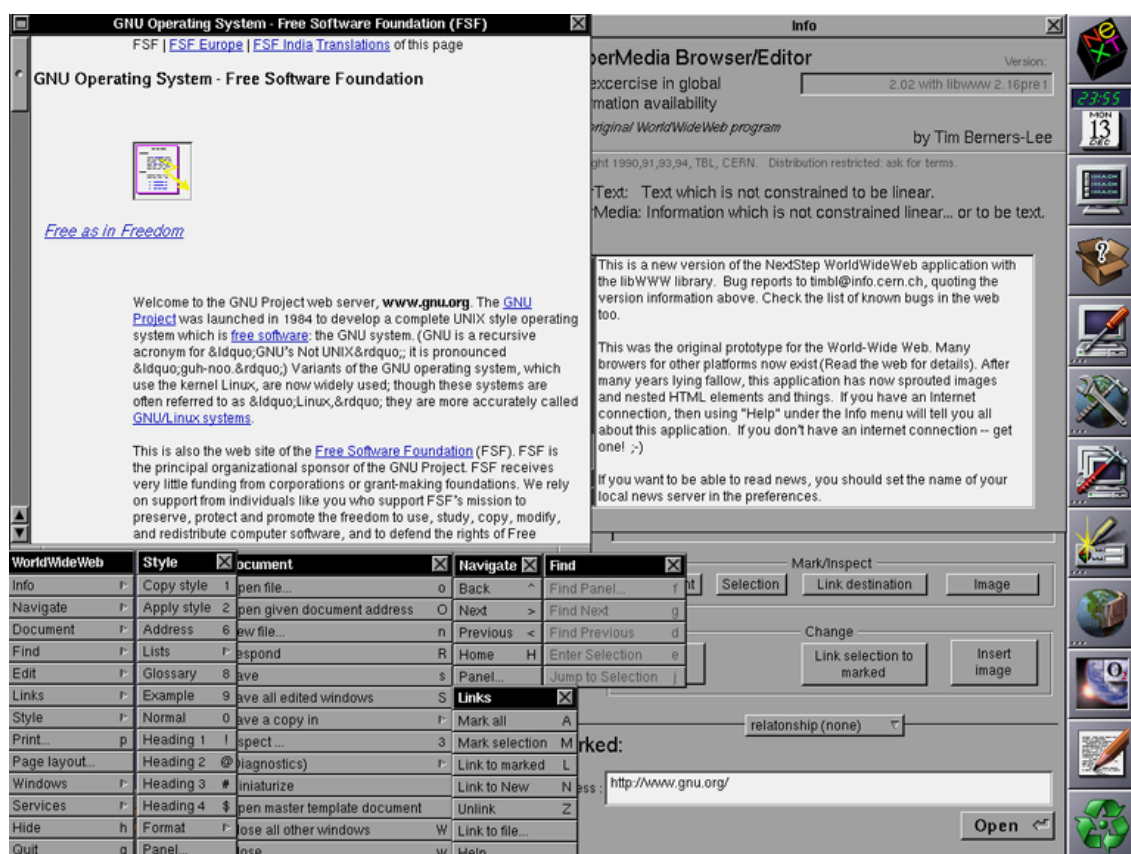 GNU Operating System - Free Software Foundation (FSF)
FSF | FSF Europe | FSF India Translations of this page
GNU Operating System - Free Software Foundation
Free as in Freedom
Welcome to the GNU Project web server, www.gnu.org. The GNU
Project was launched in 1984 to develop a complete UNIX style operating
system which is free software: the GNU system. (GNU is a recursive
acronym for &ldquo;GNU's Not UNIX&rdquo;; it is pronounced
&ldquo;guh-noo.&rdquo;) Variants of the GNU operating system, which
use the kernel Linux, are now widely used; though these systems are
often referred to as &ldquo;Linux,&rdquo; they are more accurately called
GNU/Linux systems.
This is also the web site of the Free Software Foundation (FSF). FSF is
the principal organizational sponsor of the GNU Project. FSF receives
very little funding from corporations or grant-making foundations. We rely
on support from individuals like you who support FSF's mission to
preserve, protect and promote the freedom to use, study, copy, modify,
and redistribute computer software, and to defend the rights of Free
Info
perMedia Browser/Editor
Version:
excercise in global
2.02 with libwww 2.16pre1
mation availability
original WorldWideWeb program
by Tim Berners-Lee
ght 1990,91,93,94, TBL, CERN. Distribution restricted: ask for terms.
rText: Text which is not constrained to be linear.
rMedia: Information which is not constrained linear... or to be text.
This is a new version of the NextStep WorldWideWeb application with
the libWWW library. Bug reports to timbl@info.cern.ch, quoting the
version information above. Check the list of known bugs in the web
too.
This was the original prototype for the World-Wide Web. Many
browers for other platforms now exist (Read the web for details). After
many years lying fallow, this application has now sprouted images
and nested HTML elements and things. If you have an Internet
connection, then using "Help" under the Info menu will tell you all
about this application. If you don't have an internet connection -- get
one! ;-)
If you want to be able to read news, you should set the name of your
local news server in the preferences.
NeXT
23:55
MON
13
DEC
WorldWideWeb
Info
Navigate
Document
Find
Edit
Links
Style
Print... p
Page layout...
Windows
Services
Hide h
Quit q
Style
Copy style 1
Apply style 2
Address 6
Lists
Glossary 8
Example 9
Normal 0
Heading 1 !
Heading 2 @
Heading 3 #
Heading 4 $
Format
Panel...
ocument
pen file... o
pen given document address O
ew file... n
espond R
ave s
ave all edited windows S
ave a copy in
spect ... 3
Diagnostics)
iniaturize
pen master template document
lose all other windows W
lose w
Navigate
Back ^
Next >
Previous <
Home H
Panel...
Find
Find Panel... f
Find Next g
Find Previous d
Enter Selection e
Jump to Selection j
Links
Mark all A
Mark selection M
Link to marked L
Link to New N
Unlink Z
Link to file...
Help
Mark/Inspect
nt
Selection
Link destination
Image
Change
Link selection to
marked
Insert
image
relatonship (none)
rked:
ess :
http://www.gnu.org/
Open